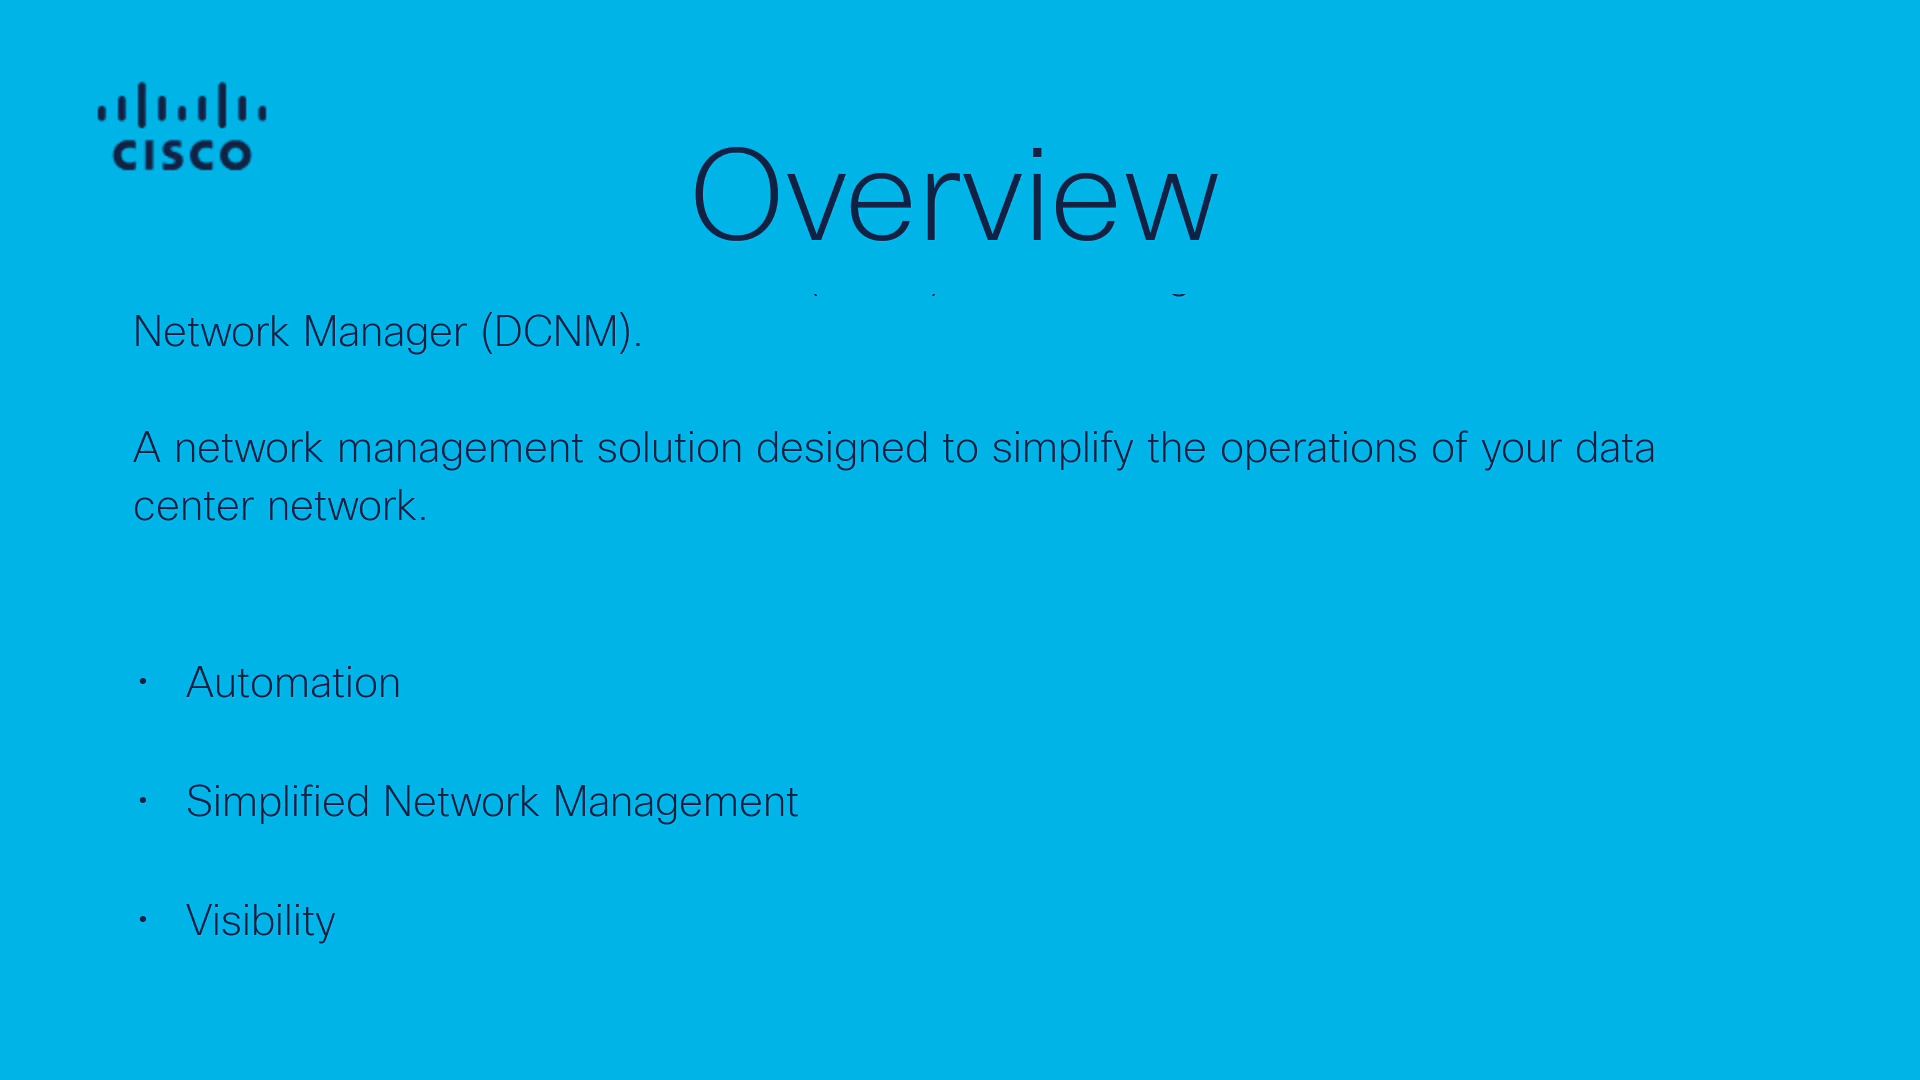 CISCO
Overview
Network Manager (DCNM).
A network management solution designed to simplify the operations of your data
center network.
• Automation
• Simplified Network Management
• Visibility